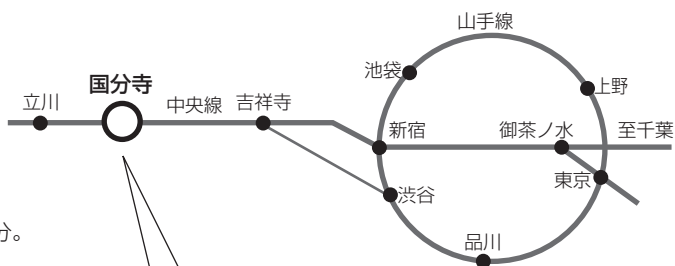 山手線
池袋
国分寺
上野
立川
中央線
吉祥寺
新宿
御茶ノ水
至千葉
東京
渋谷
分。
品川